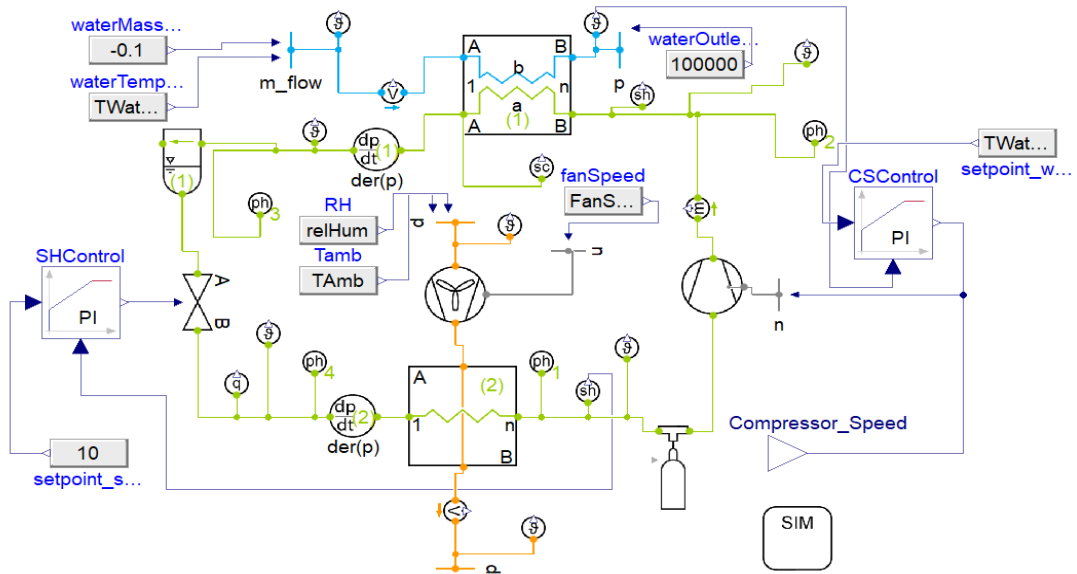 waterMass...
-0.1
waterTemp...
TWat...
m_flow
ϑ
V
A
B
b
1
n
a
A
(1)
B
ϑ
p
waterOutle...
100000
ϑ
sh
ph
2
TWat...
setpoint_w...
CSControl
PI
(1)
ϑ
dp
dt
(1)
der(p)
sc
ph
3
RH
relHum
Tamb
TAmb
p
ϑ
fanSpeed
FanS...
n
m
n
SHControl
PI
A
B
q
ϑ
ph
4
dp
dt
(2)
der(p)
A
(2)
1
n
B
ph
1
sh
ϑ
10
setpoint_s...
Compressor_Speed
V
ϑ
p
SIM